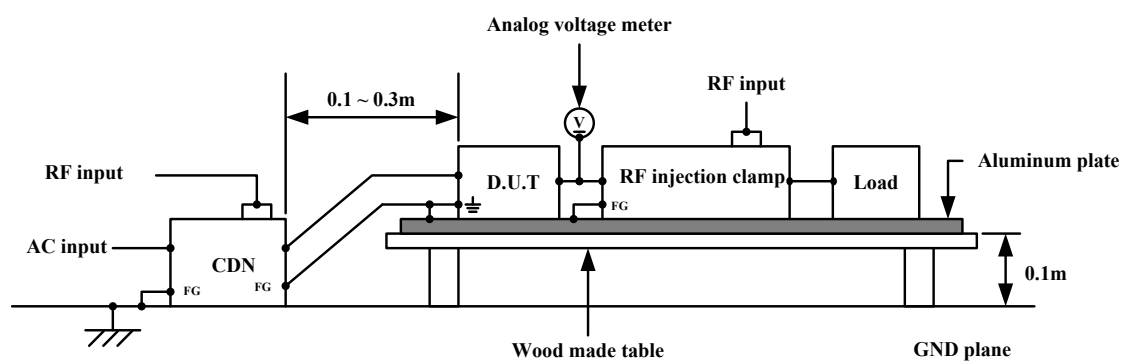 Analog voltage meter
RF input
0.1 ~ 0.3m
V
RF input
D.U.T
RF injection clamp
Load
Aluminum plate
FG
AC input
CDN
FG
FG
0.1m
Wood made table
GND plane